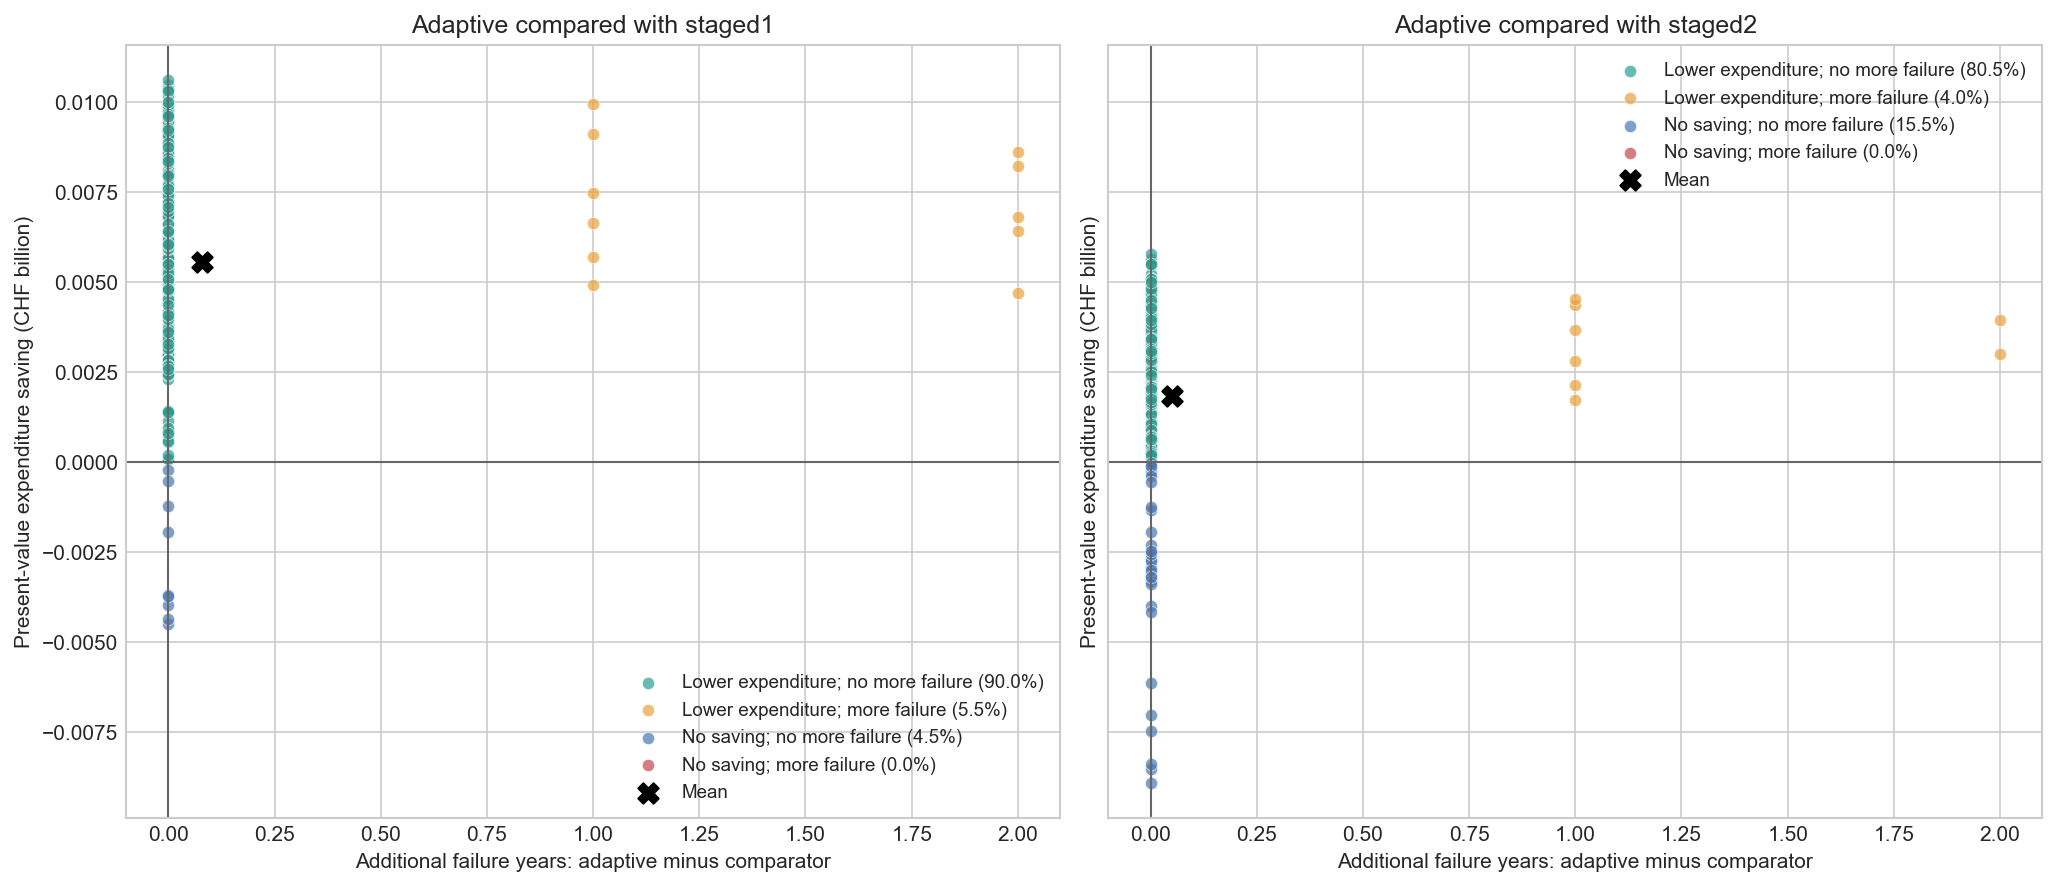 Adaptive compared with staged1
Present-value expenditure saving (CHF billion)
0.0100
0.0075
0.0050
0.0025
0.0000
−0.0025
−0.0050
−0.0075
Lower expenditure; no more failure (90.0%)
Lower expenditure; more failure (5.5%)
No saving; no more failure (4.5%)
No saving; more failure (0.0%)
Mean
0.00 0.25 0.50 0.75 1.00 1.25 1.50 1.75 2.00
Additional failure years: adaptive minus comparator
Adaptive compared with staged2
Present-value expenditure saving (CHF billion)
Lower expenditure; no more failure (80.5%)
Lower expenditure; more failure (4.0%)
No saving; no more failure (15.5%)
No saving; more failure (0.0%)
Mean
0.00 0.25 0.50 0.75 1.00 1.25 1.50 1.75 2.00
Additional failure years: adaptive minus comparator